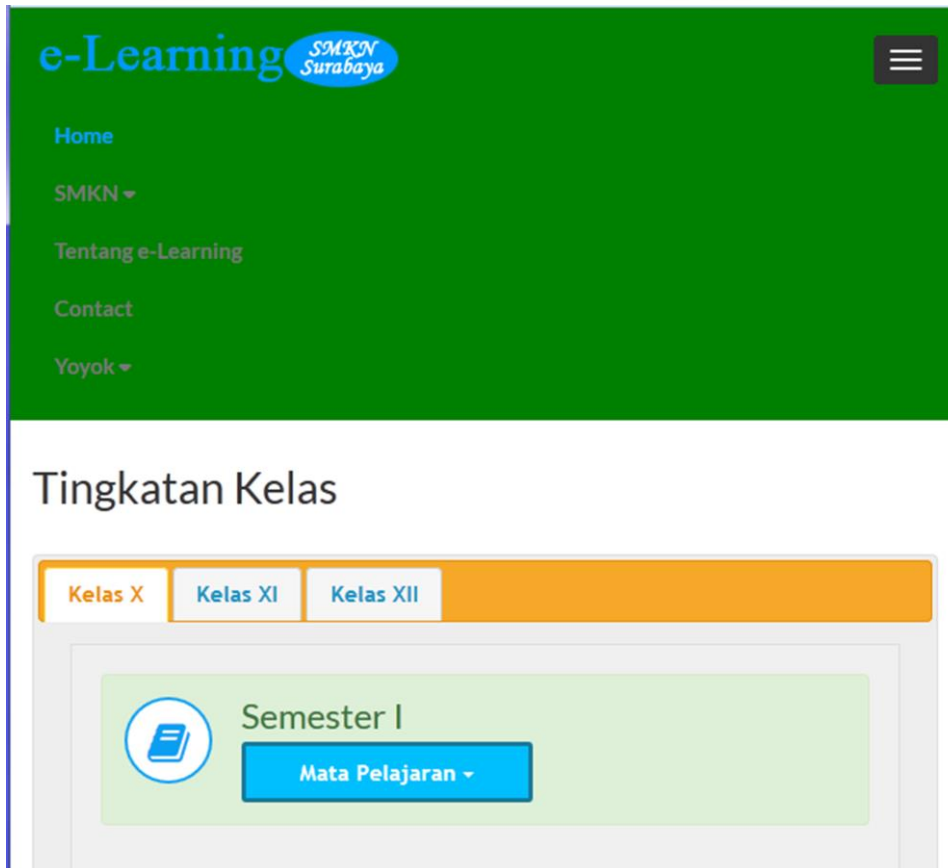 e-Learning SMKN
Surabaya
Home
SMKN
Tentang e-Learning
Contact
Yoyok
Tingkatan Kelas
Kelas X Kelas XI Kelas XII
Semester I
Mata Pelajaran